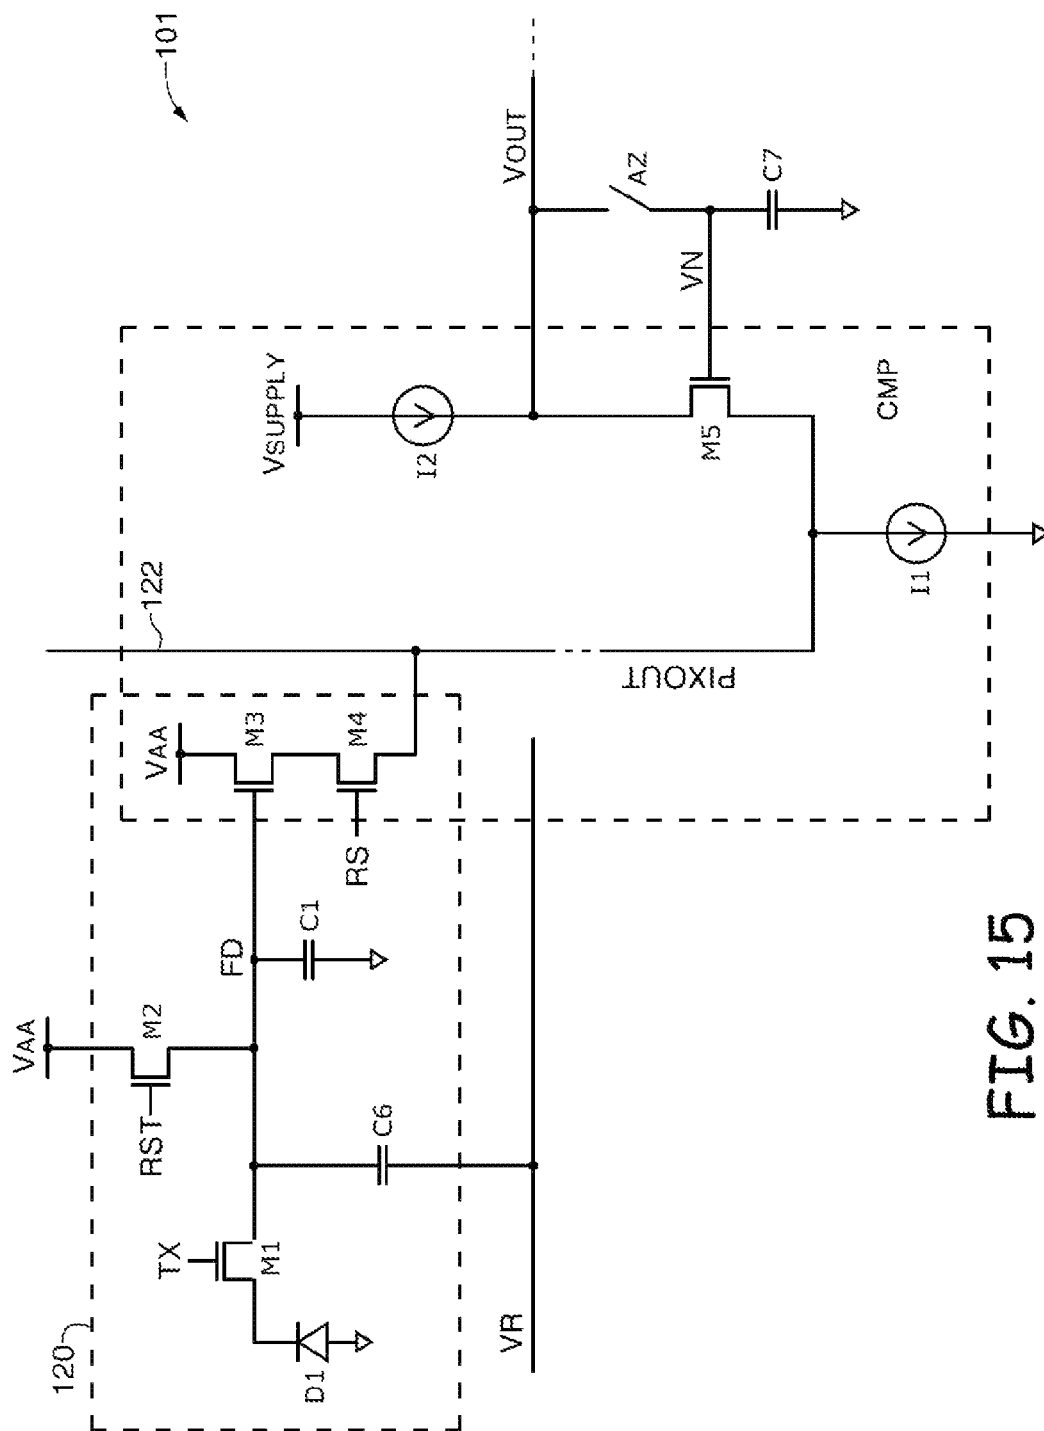 101
VOUT
AZ
C7
VN
VSUPPLY
I2
M5
CMP
I1
122
PIXOUT
VAA
M3
M4
RS
FD
C1
VAA
M2
RST
C6
TX
M1
D1
120
VR
FIG. 15